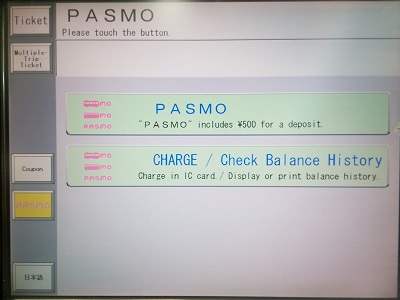 Ticket
PASMO
Please touch the button.
Multiple-
Trip
Ticket
PASMO
PASMO
"PASMO" includes ¥500 for a deposit.
CHARGE / Check Balance History
PASMO
Charge in IC card./ Display or print balance history.
Coupon
PASMO
日本語